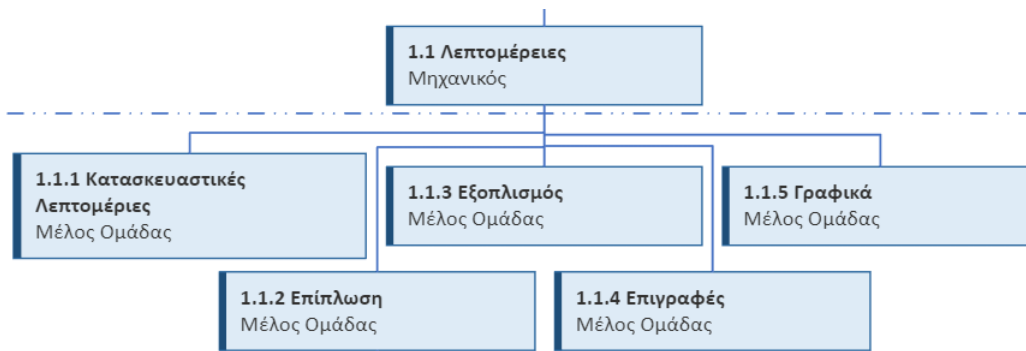 1.1 Λεπτομέρειες
Μηχανικός
1.1.1 Κατασκευαστικές
Λεπτομέριες
Μέλος Ομάδας
1.1.3 Εξοπλισμός
Μέλος Ομάδας
1.1.5 Γραφικά
Μέλος Ομάδας
1.1.2 Επίπλωση
Μέλος Ομάδας
1.1.4 Επιγραφές
Μέλος Ομάδας